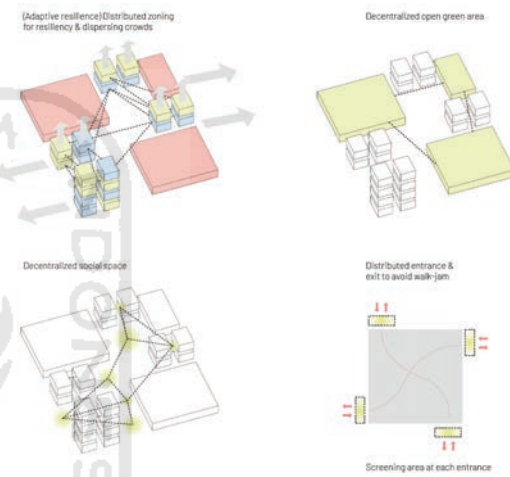 (Adaptive resilience) Distributed zoning
for resiliency & dispersing crowds
Decentralized open green area
Decentralized social space
Distributed entrance &
exit to avoid walk-jam
Screening area at each entrance